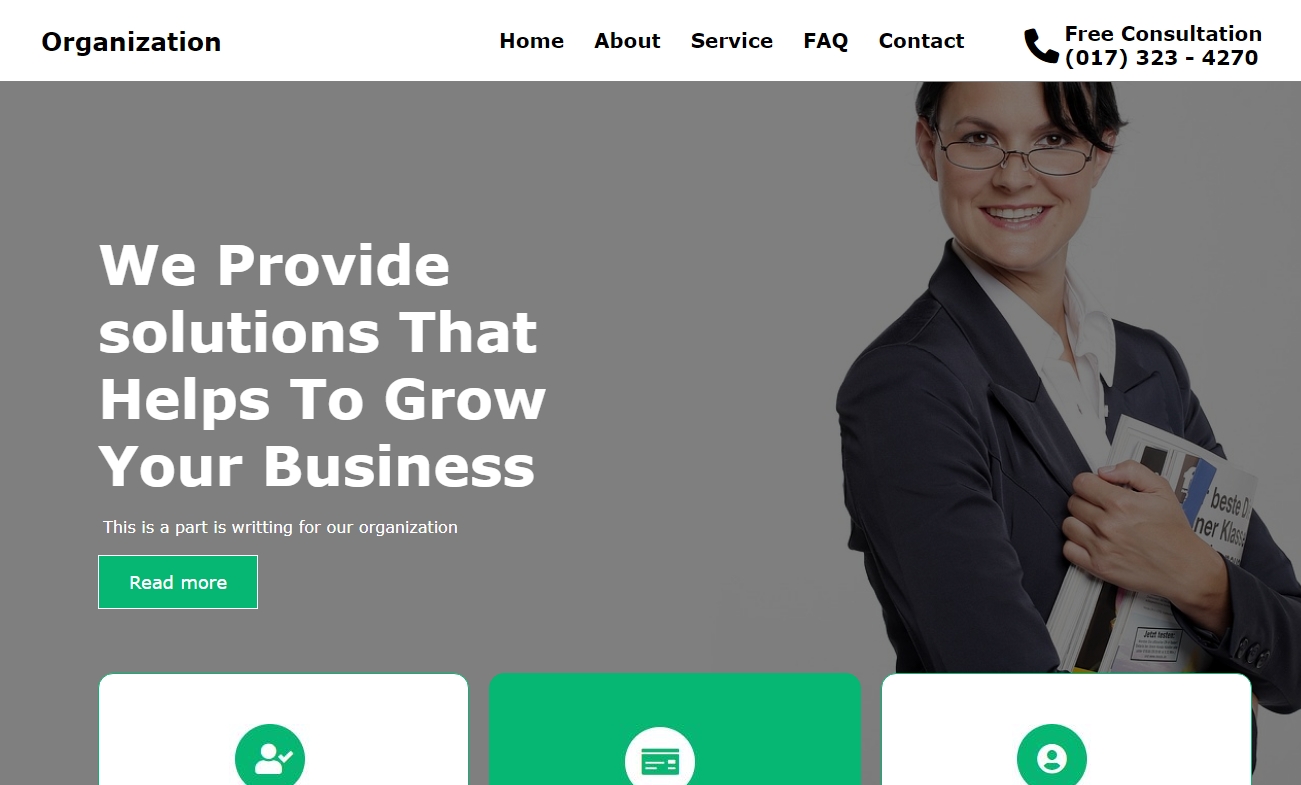 Organization
Home About Service FAQ Contact
Free Consultation
(017) 323 - 4270
We Provide
solutions That
Helps To Grow
Your Business
This is a part is writting for our organization
Read more
beste D
ner Klasse
Jetzt testen: